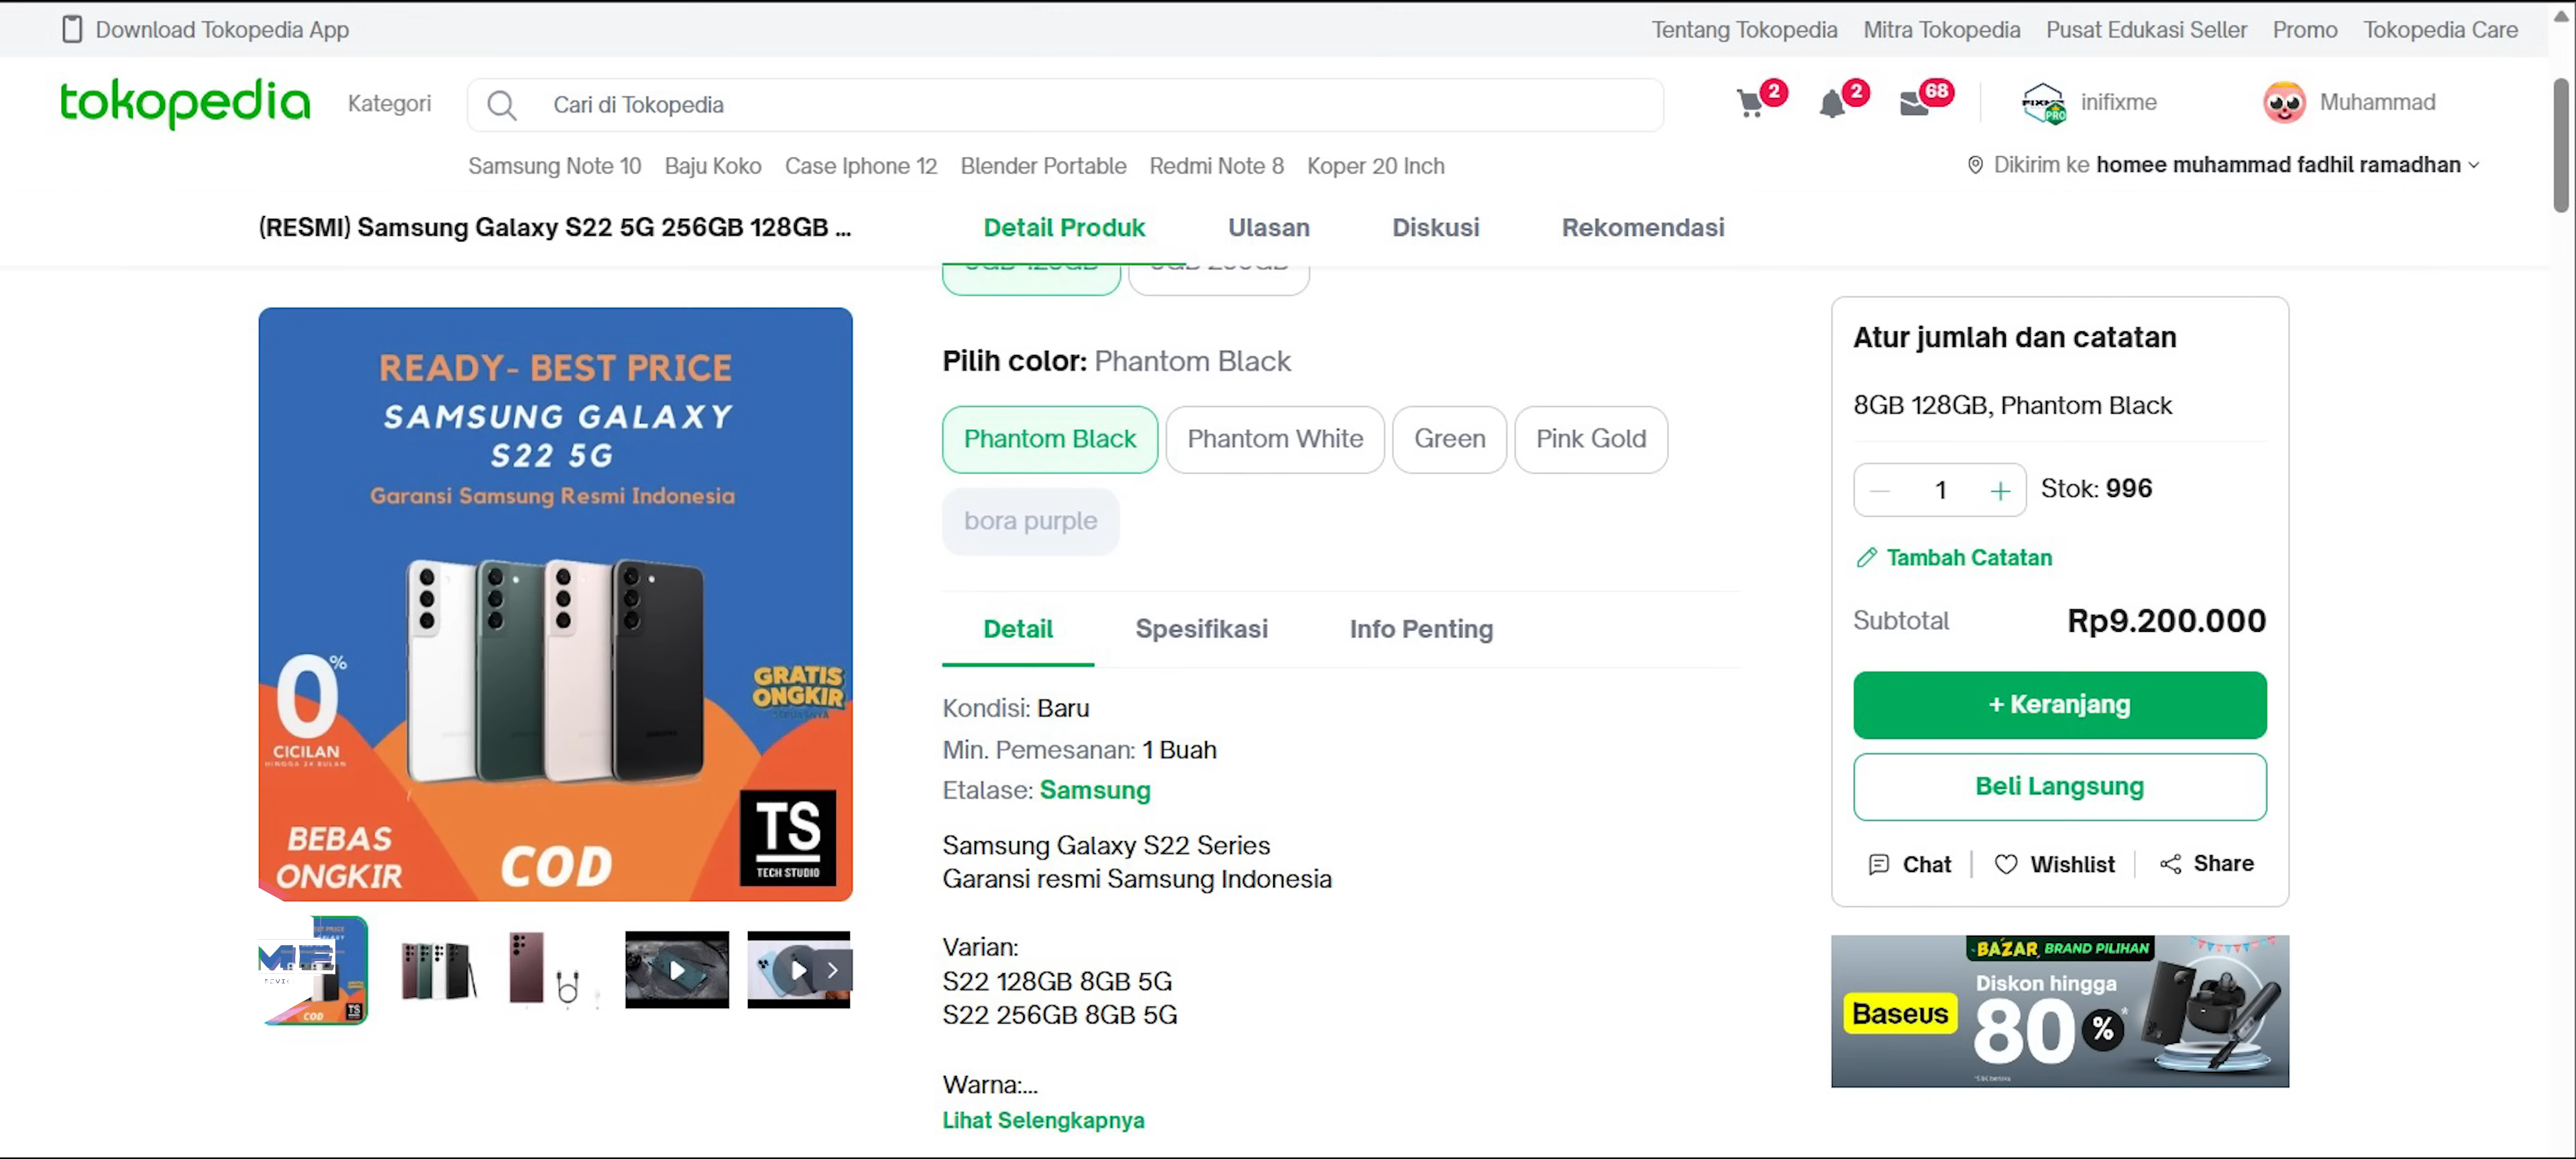 Download Tokopedia App
Tentang Tokopedia Mitra Tokopedia Pusat Edukasi Seller Promo Tokopedia Care
tokopedia Kategori Cari di Tokopedia 2 2 68 inifixme Muhammad
Samsung Note 10 Baju Koko Case Iphone 12 Blender Portable Redmi Note 8 Koper 20 Inch
Dikirim ke homee muhammad fadhil ramadhan
(RESMI) Samsung Galaxy S22 5G 256GB 128GB ...
Detail Produk Ulasan Diskusi Rekomendasi
READY- BEST PRICE
SAMSUNG GALAXY
S22 5G
Garansi Samsung Resmi Indonesia
0%
CICILAN
HINGGA 24 BULAN
GRATIS
ONGKIR
BEBAS
ONGKIR
COD
TS
TECH STUDIO
Pilih color: Phantom Black
Phantom Black Phantom White Green Pink Gold
bora purple
Detail Spesifikasi Info Penting
Kondisi: Baru
Min. Pemesanan: 1 Buah
Etalase: Samsung
Samsung Galaxy S22 Series
Garansi resmi Samsung Indonesia
Varian:
S22 128GB 8GB 5G
S22 256GB 8GB 5G
Warna:...
Lihat Selengkapnya
Atur jumlah dan catatan
8GB 128GB, Phantom Black
1 Stok: 996
Tambah Catatan
Subtotal Rp9.200.000
+ Keranjang
Beli Langsung
Chat Wishlist Share
BAZAR BRAND PILIHAN
Diskon hingga
Baseus 80%*